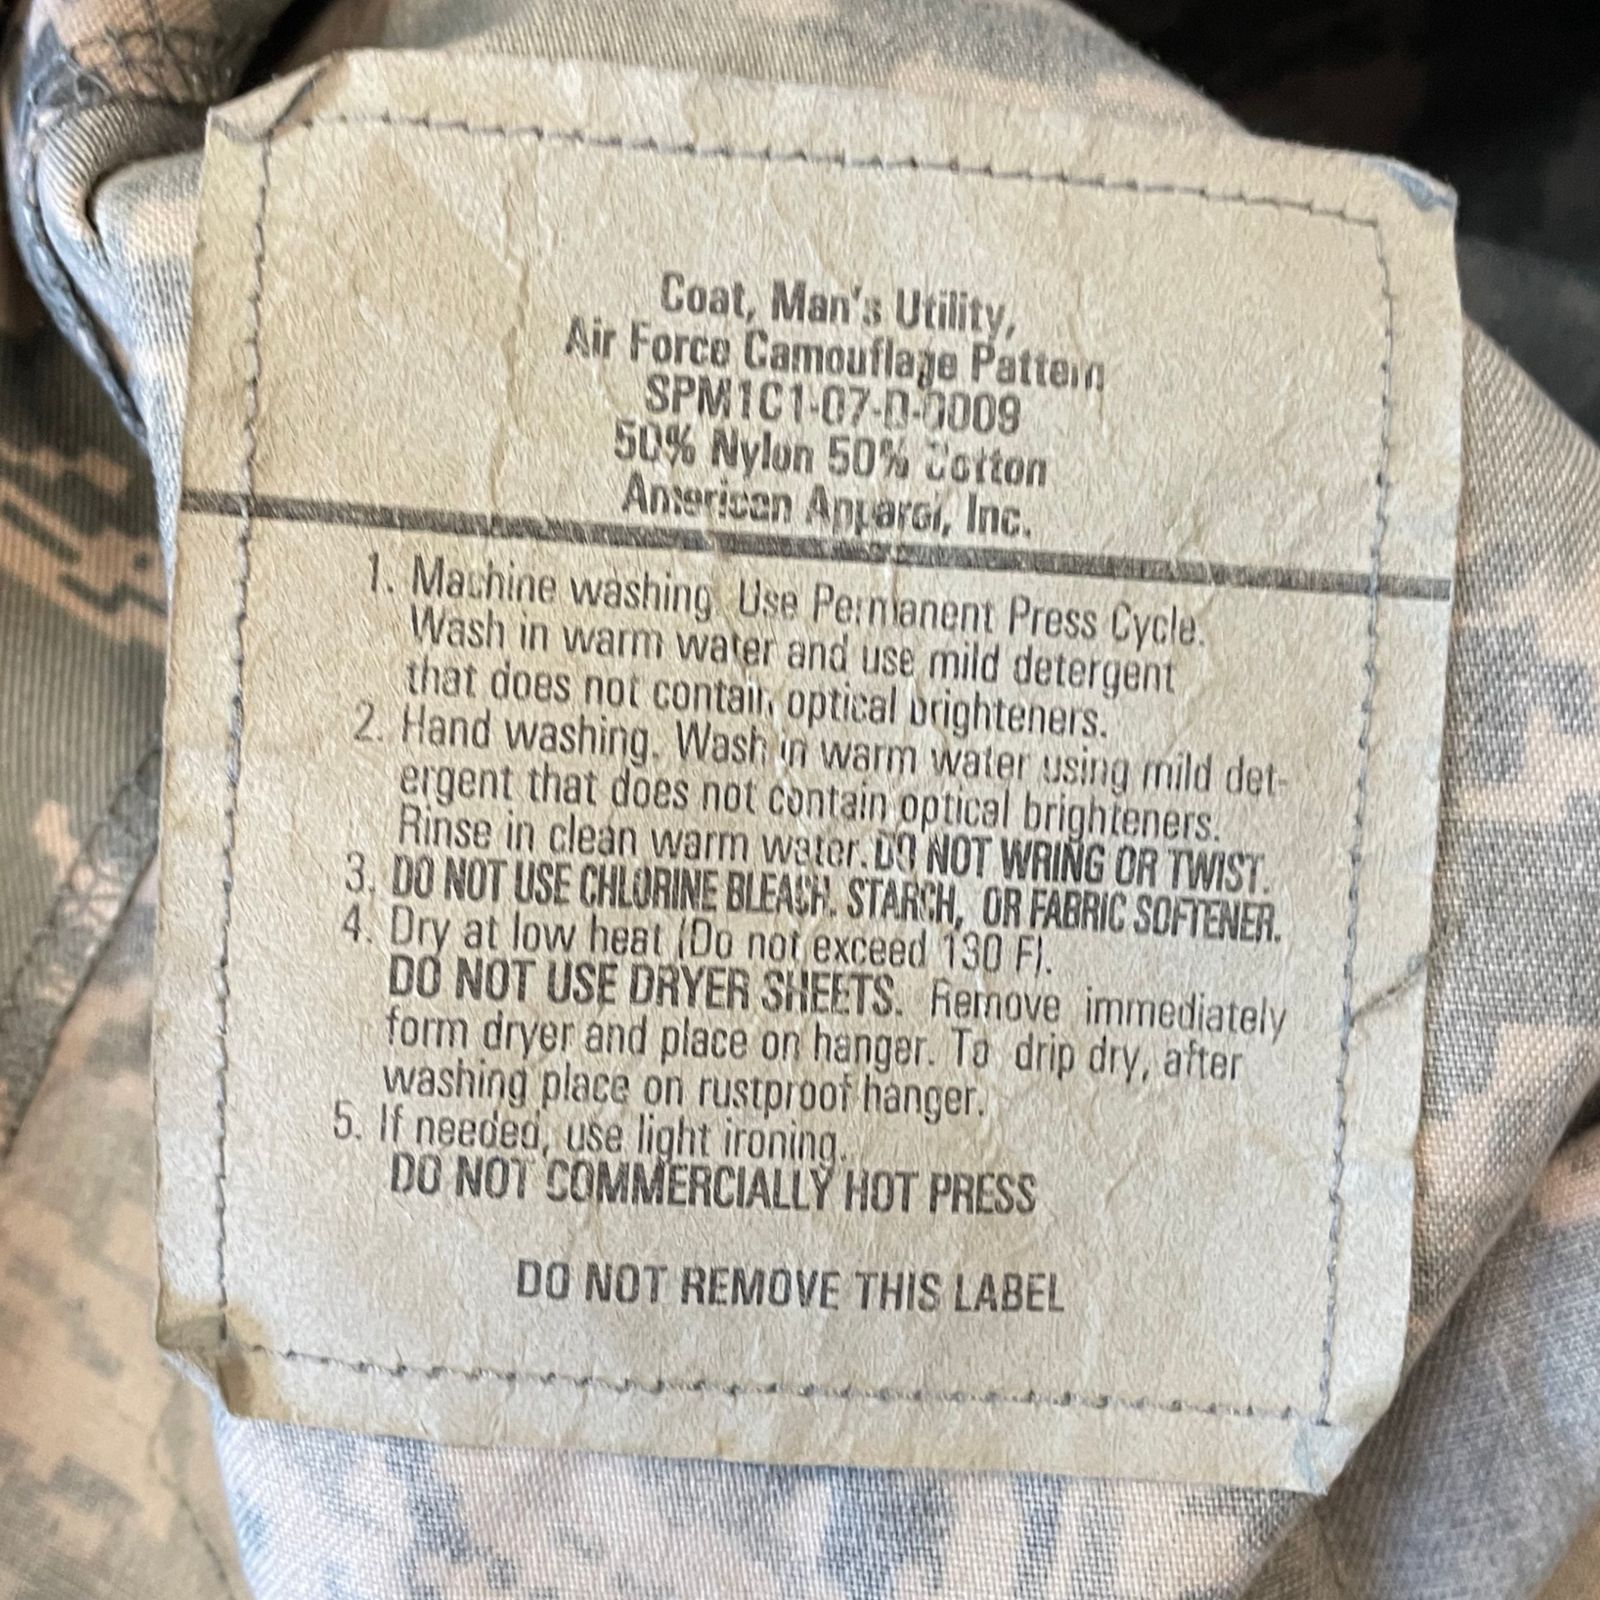 Coat, Man's Utility,
Air Force Camouflage Pattern
SPM1C1-07-D-0009
50% Nylon 50% Cotton
American Apparel, Inc.
1. Machine washing. Use Permanent Press Cycle.
Wash in warm water and use mild detergent
that does not contain optical brighteners.
2. Hand washing. Wash in warm water using mild det-
ergent that does not contain optical brighteners.
Rinse in clean warm water. DO NOT WRING OR TWIST.
3. DO NOT USE CHLORINE BLEACH. STARCH, OR FABRIC SOFTENER.
4. Dry at low heat (Do not exceed 130 F).
DO NOT USE DRYER SHEETS. Remove immediately
form dryer and place on hanger. To drip dry, after
washing place on rustproof hanger.
5. If needed, use light ironing.
DO NOT COMMERCIALLY HOT PRESS
DO NOT REMOVE THIS LABEL